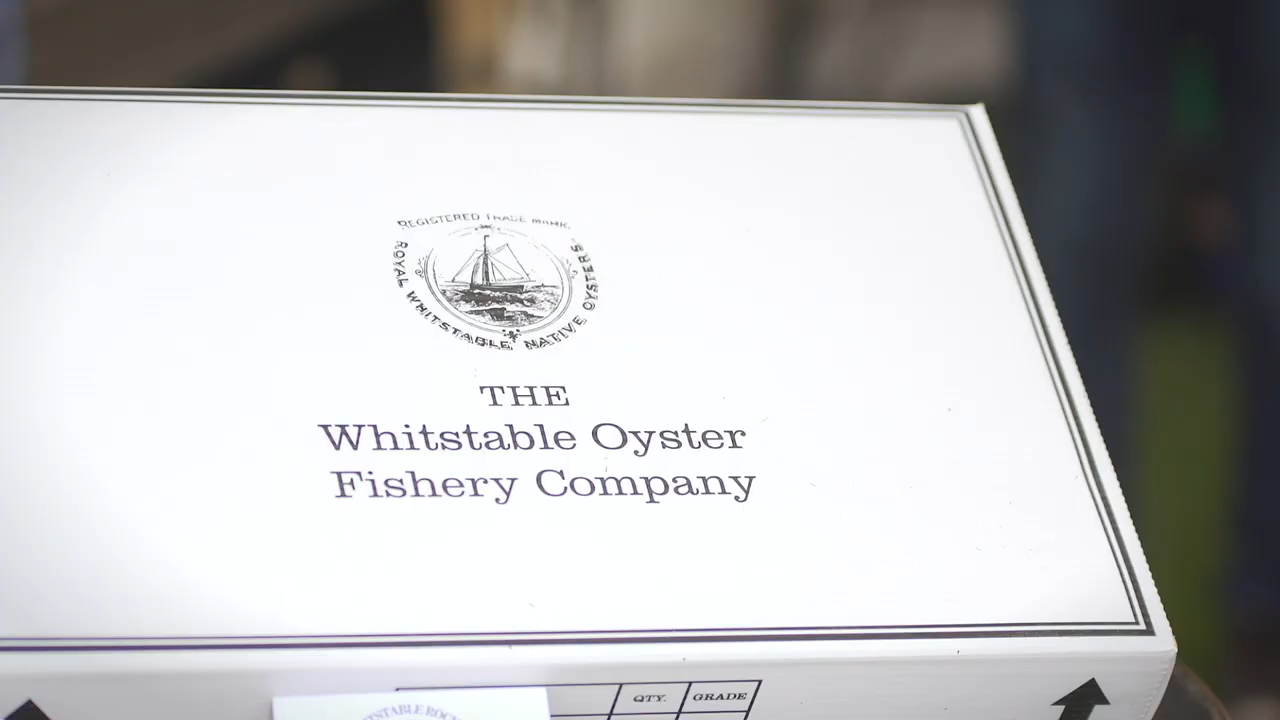 REGISTERED TRADE MARK
ROYAL WHITSTABLE NATIVE OYSTERS
THE
Whitstable Oyster
Fishery Company
QTY. GRADE